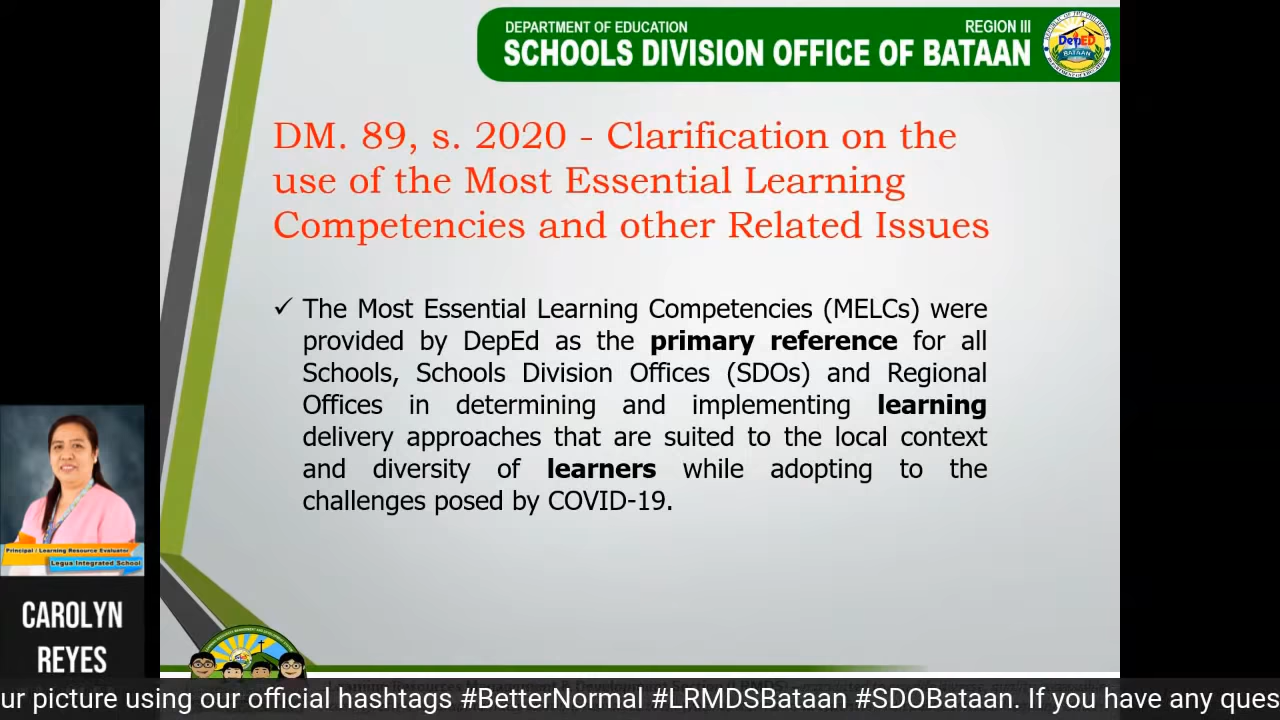 DEPARTMENT OF EDUCATION
REGION III
SCHOOLS DIVISION OFFICE OF BATAAN
DepED
BATAAN
DM. 89, s. 2020 - Clarification on the
use of the Most Essential Learning
Competencies and other Related Issues
✓ The Most Essential Learning Competencies (MELCs) were
provided by DepEd as the primary reference for all
Schools, Schools Division Offices (SDOs) and Regional
Offices in determining and implementing learning
delivery approaches that are suited to the local context
and diversity of learners while adopting to the
challenges posed by COVID-19.
Principal / Learning Resource Evaluator
Legua Integrated School
CAROLYN
REYES
ur picture using our official hashtags #BetterNormal #LRMDSBataan #SDOBataan. If you have any ques